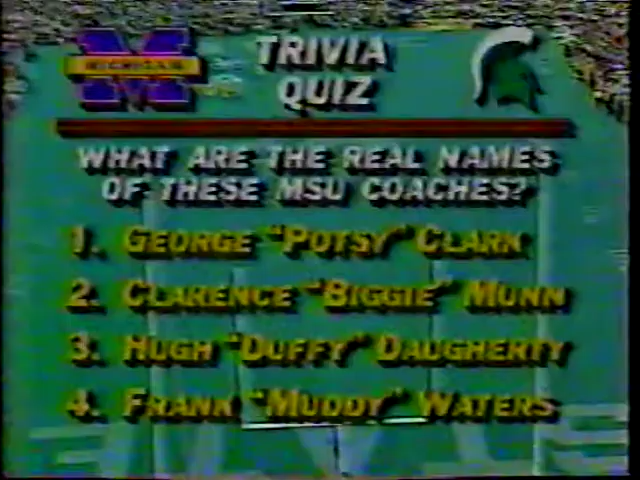 MICHIGAN
TRIVIA
QUIZ
WHAT ARE THE REAL NAMES
OF THESE MSU COACHES?
1. GEORGE "POTSY" CLARK
2. CLARENCE "BIGGIE" MUNN
3. HUGH "DUFFY" DAUGHERTY
4. FRANK "MUDDY" WATERS